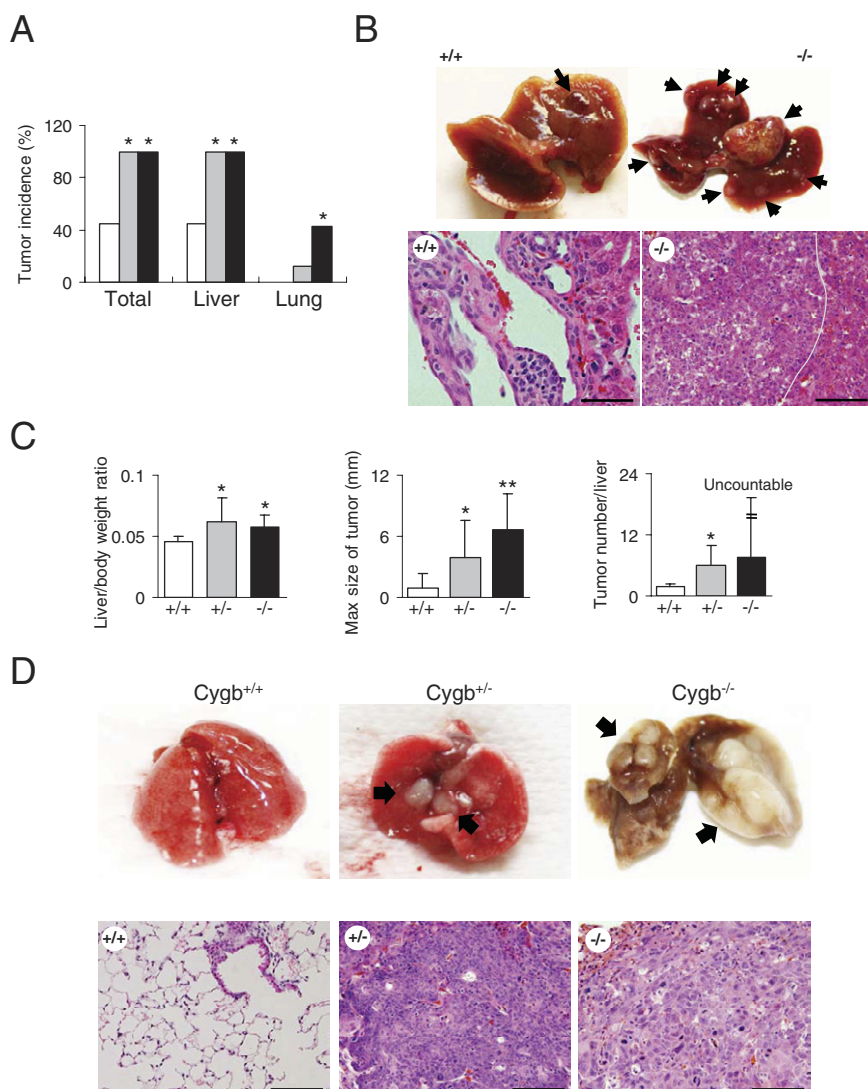 A
Tumor incidence (%)
120
80
40
0
* * * * *
Total Liver Lung
B
+/+ -/-
+/+ -/-
C
Liver/body weight ratio
0.1
0.05
0
* *
+/+ +/- -/-
Max size of tumor (mm)
12
6
0
* **
+/+ +/- -/-
Tumor number/liver
24
12
0
Uncountable
*
+/+ +/- -/-
D
Cygb+/+ Cygb+/- Cygb-/-
+/+ +/- -/-